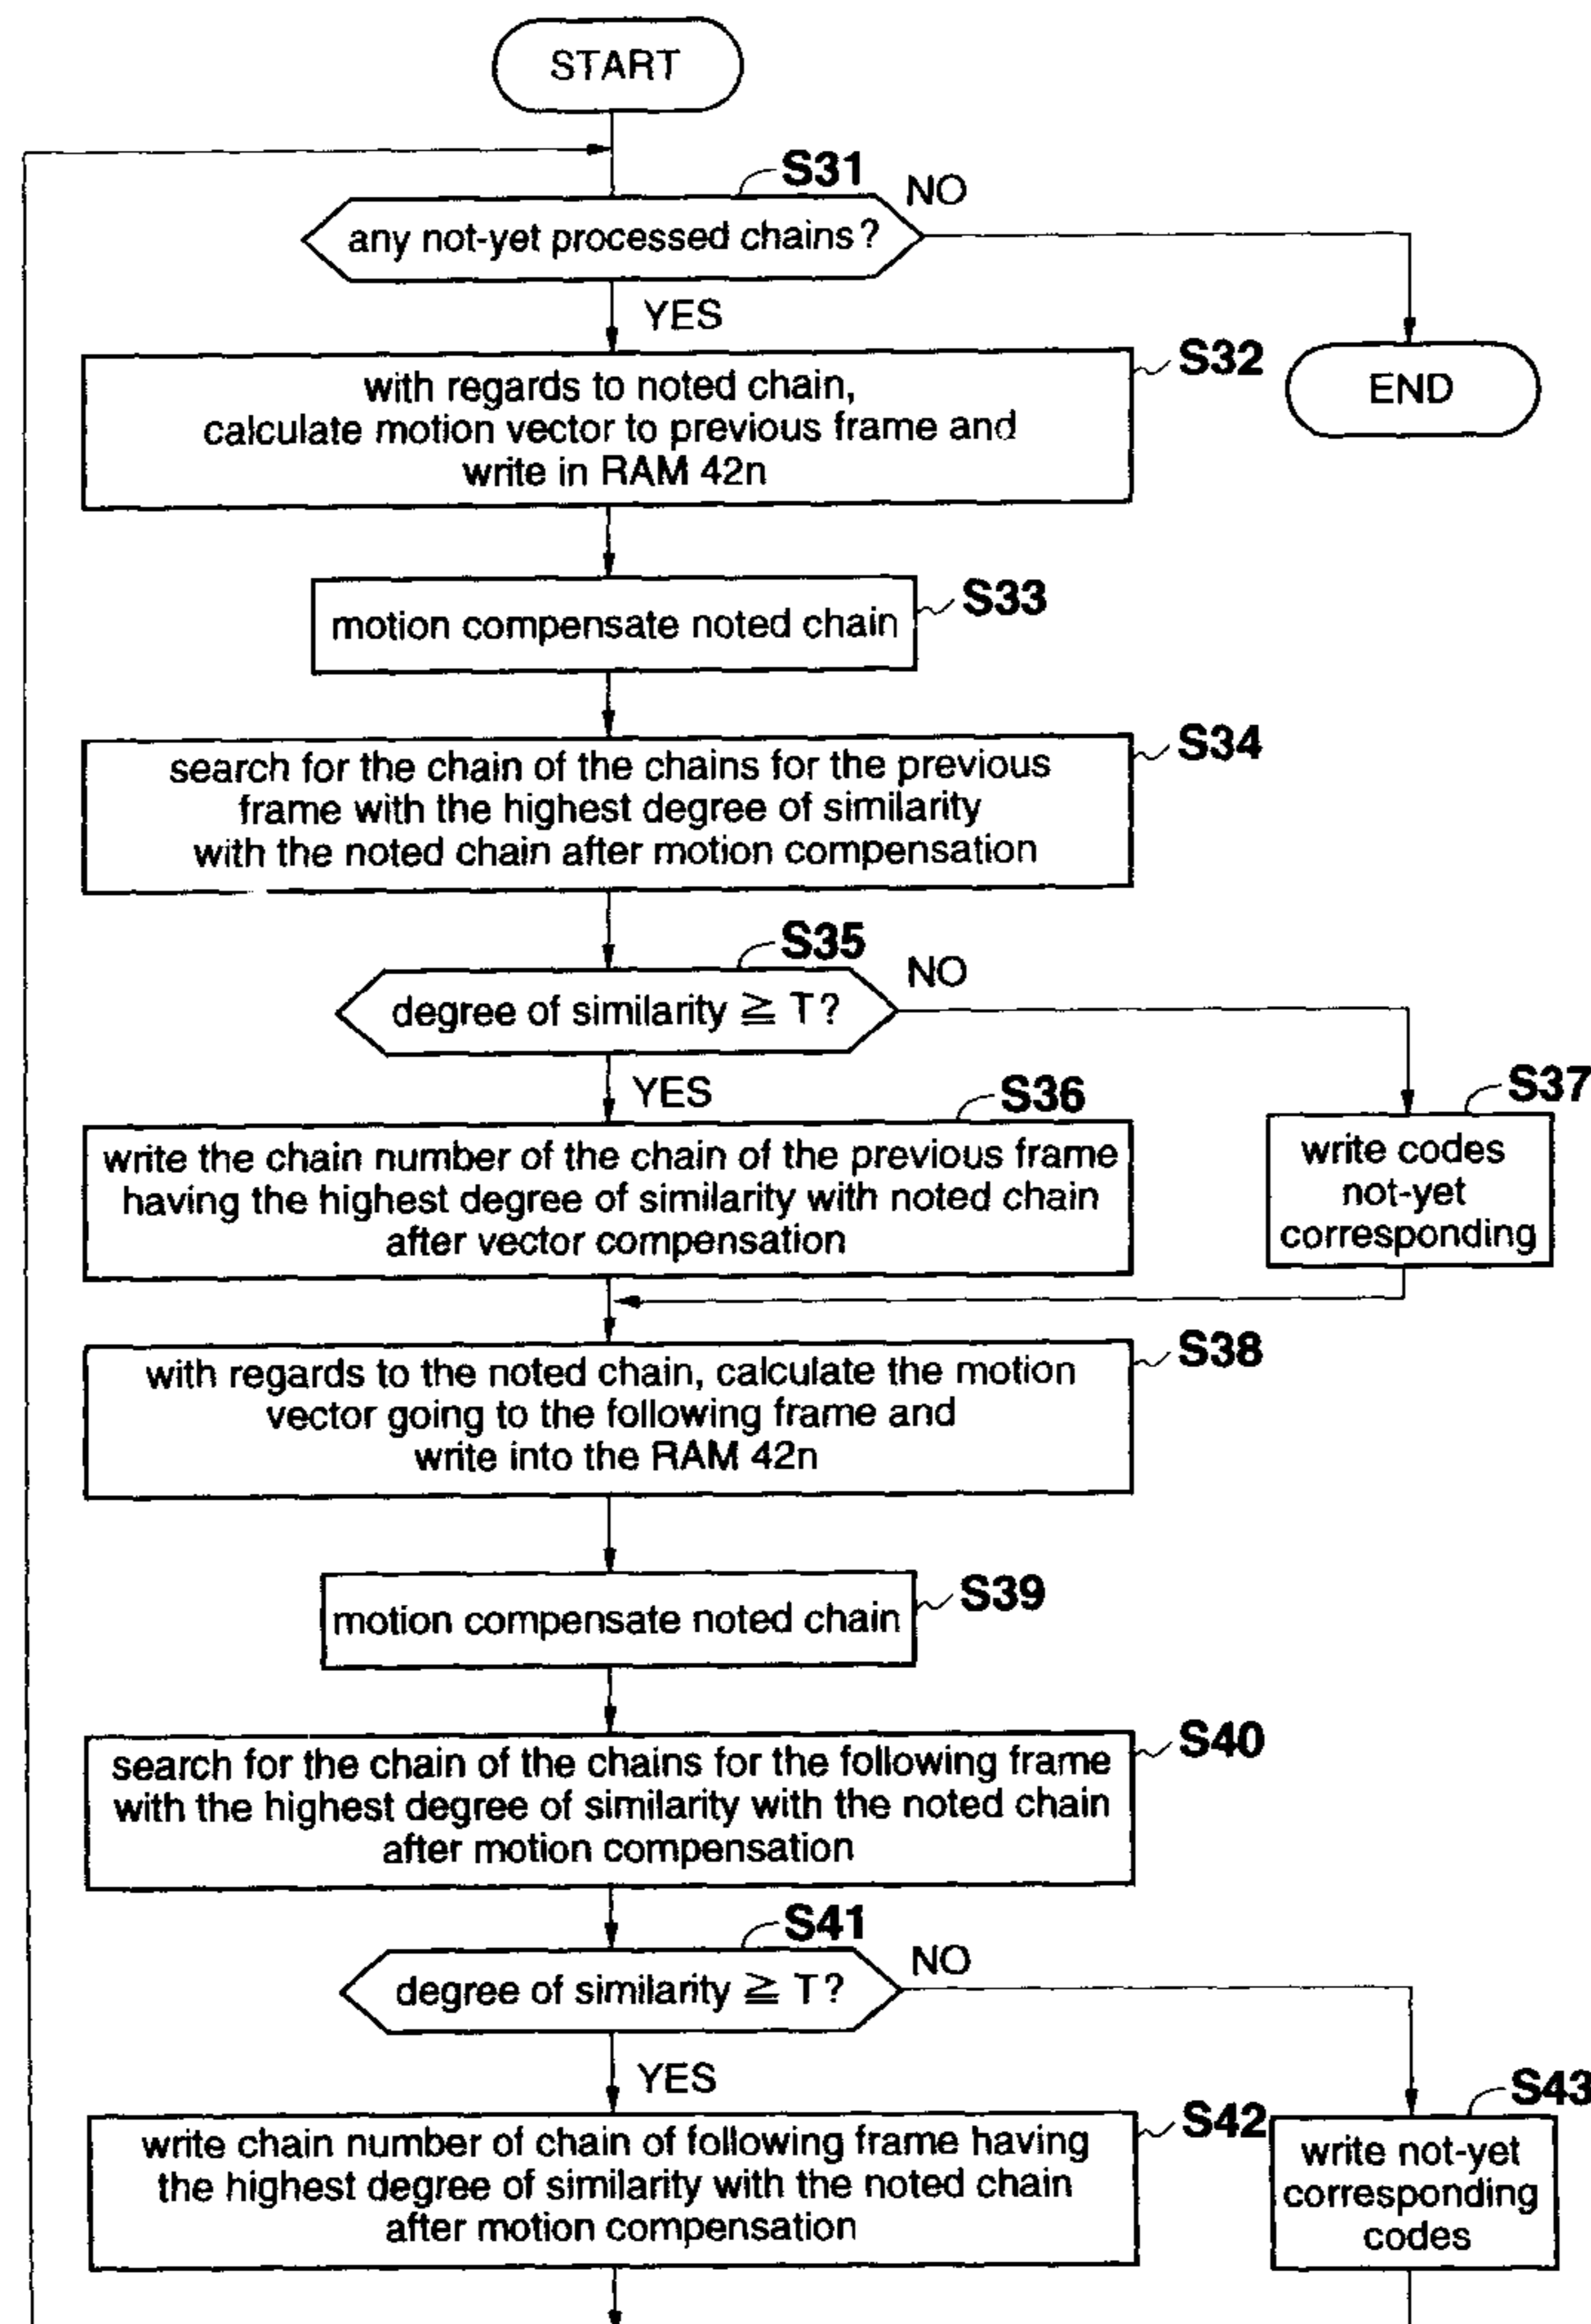 START
S31
NO
any not-yet processed chains?
YES
S32
with regards to noted chain,
calculate motion vector to previous frame and
write in RAM 42n
END
S33
motion compensate noted chain
S34
search for the chain of the chains for the previous
frame with the highest degree of similarity
with the noted chain after motion compensation
S35
NO
degree of similarity ≧ T?
YES
S36
write the chain number of the chain of the previous frame
having the highest degree of similarity with noted chain
after vector compensation
S37
write codes
not-yet
corresponding
S38
with regards to the noted chain, calculate the motion
vector going to the following frame and
write into the RAM 42n
S39
motion compensate noted chain
S40
search for the chain of the chains for the following frame
with the highest degree of similarity with the noted chain
after motion compensation
S41
NO
degree of similarity ≧ T?
YES
S42
write chain number of chain of following frame having
the highest degree of similarity with the noted chain
after motion compensation
S43
write not-yet
corresponding
codes